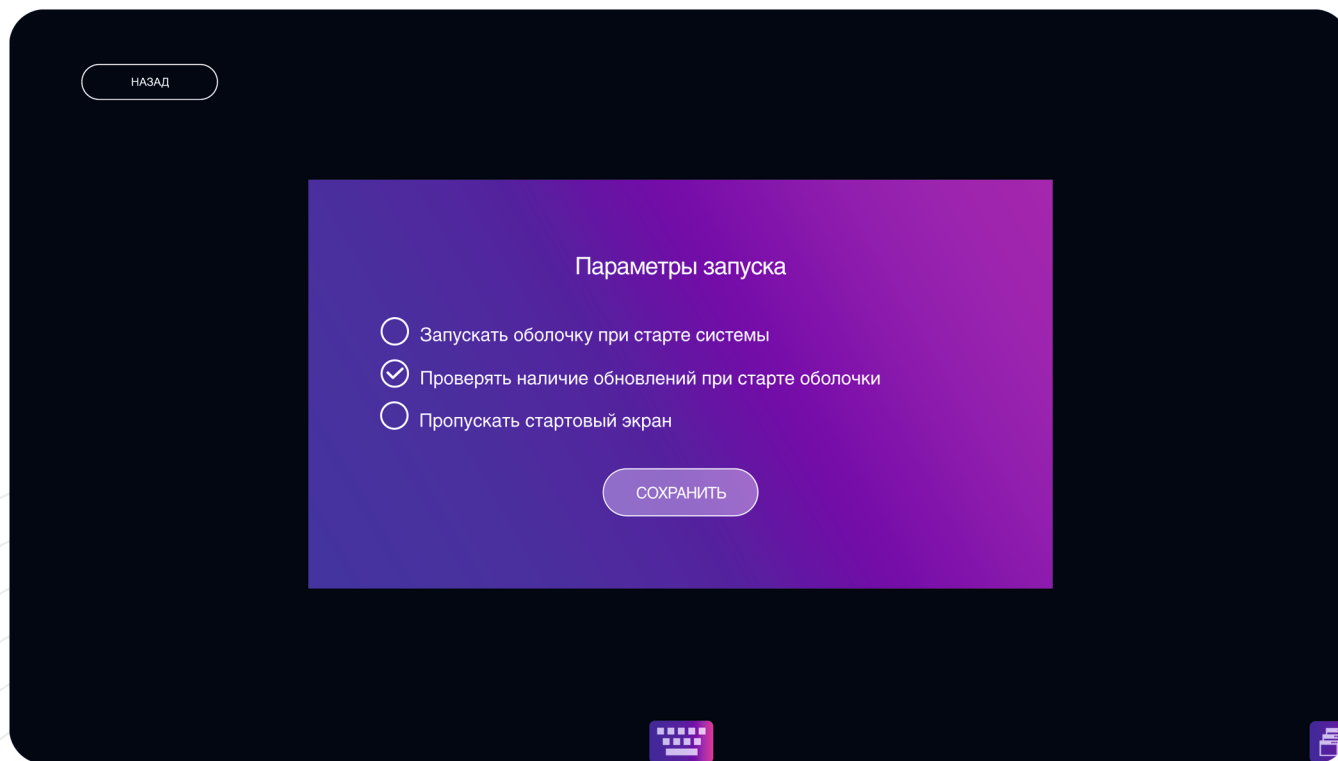 НАЗАД
Параметры запуска
Запускать оболочку при старте системы
Проверять наличие обновлений при старте оболочки
Пропускать стартовый экран
СОХРАНИТЬ